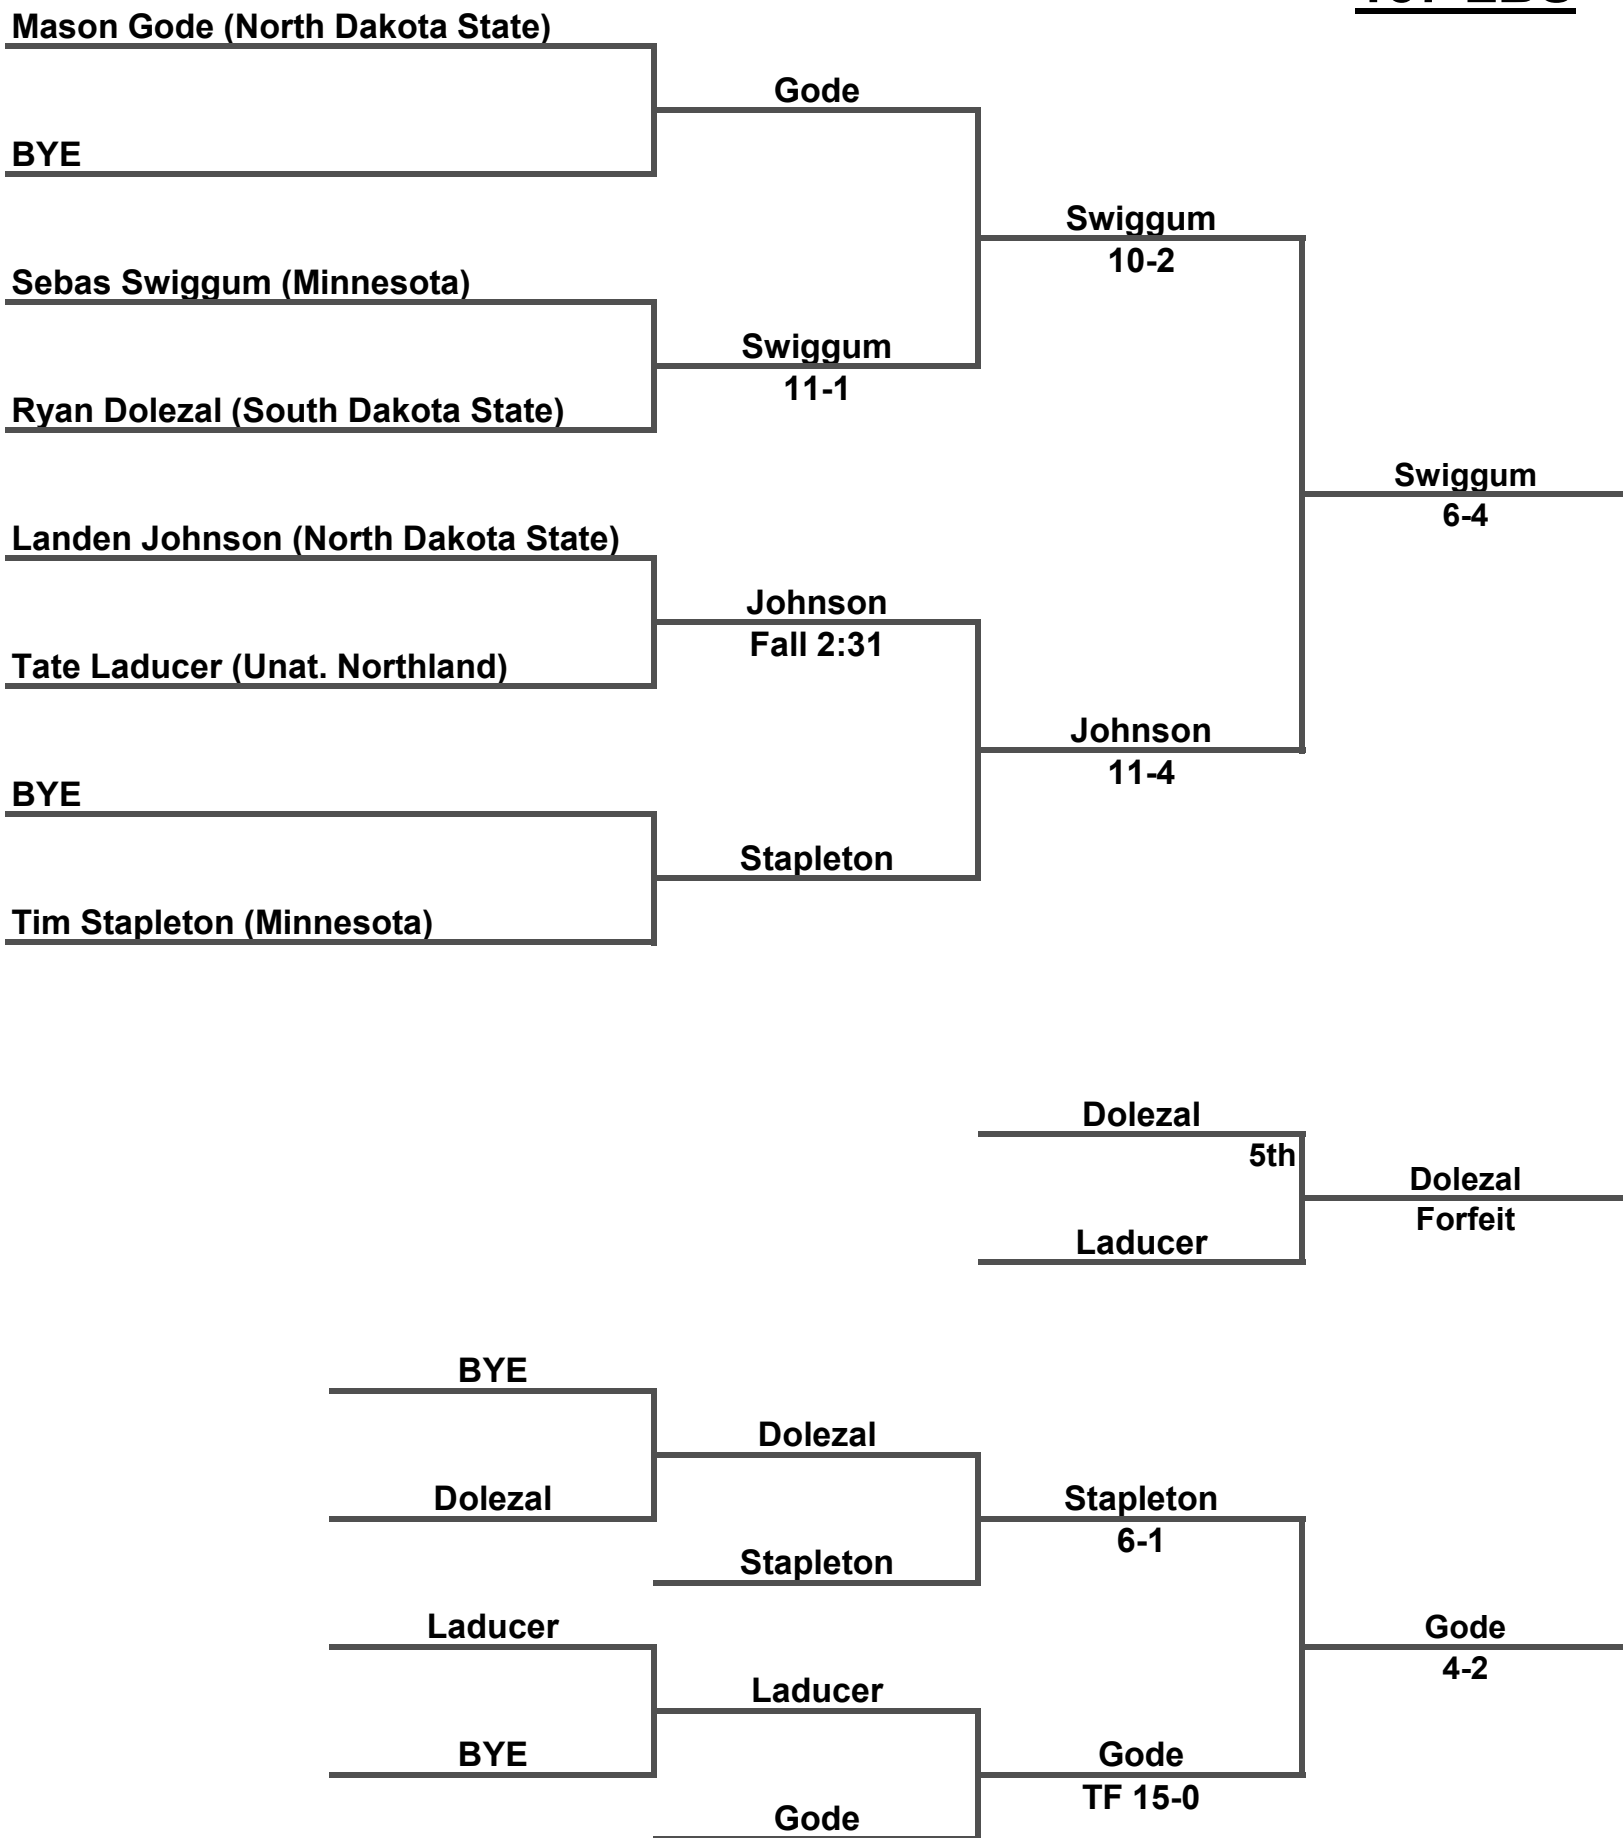 Mason Gode (North Dakota State)
Gode
BYE
Swiggum
10-2
Sebas Swiggum (Minnesota)
Swiggum
11-1
Ryan Dolezal (South Dakota State)
Swiggum
6-4
Landen Johnson (North Dakota State)
Johnson
Fall 2:31
Tate Laducer (Unat. Northland)
Johnson
11-4
BYE
Stapleton
Tim Stapleton (Minnesota)
Dolezal
5th
Dolezal
Forfeit
Laducer
BYE
Dolezal
Dolezal
Stapleton
6-1
Stapleton
Laducer
Gode
4-2
Laducer
BYE
Gode
TF 15-0
Gode